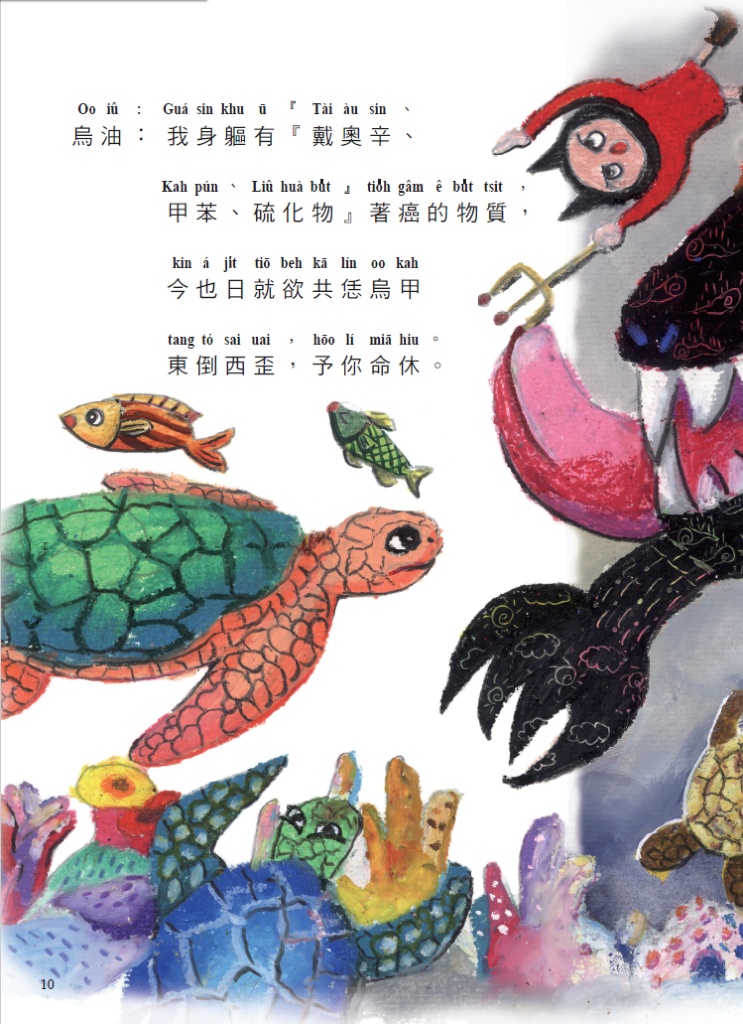 Oo iû : Guá sin khu ū 『 Tài àu sin 、
烏油：我身軀有『戴奧辛、
Kah pún 、 Liû huà bu̍t 』 tio̍h gâm ê bu̍t tsit ，
甲苯、硫化物』著癌的物質，
kin á ji̍t tiō beh kā lín oo kah
今也日就欲共恁烏甲
tang tó sai uai ， hōo lí miā hiu 。
東倒西歪，予你命休。
10